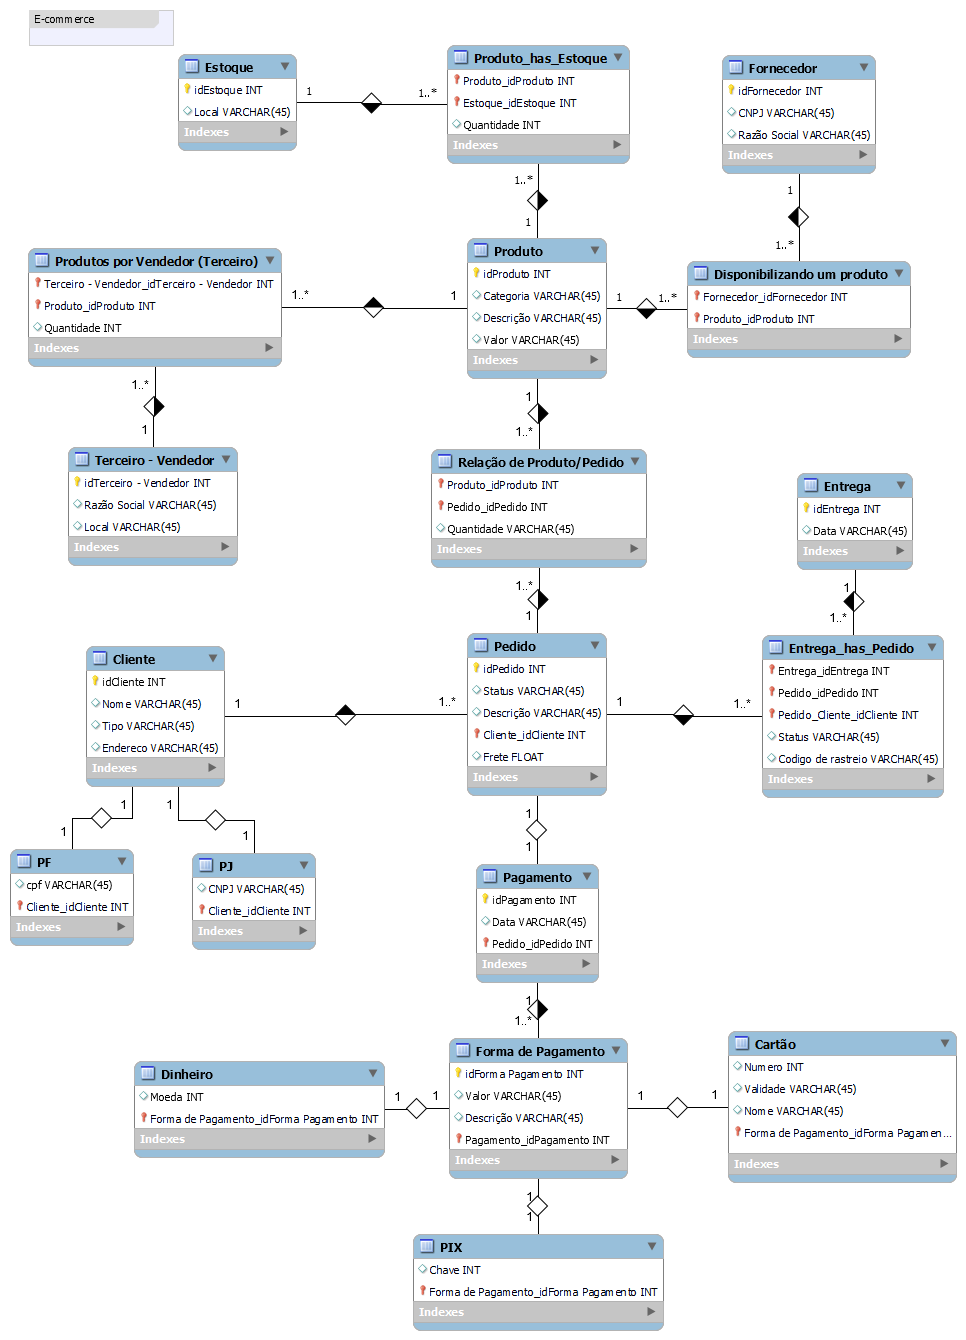 E-commerce
Estoque
idEstoque INT
Local VARCHAR(45)
Indexes
1
1..*
Produto_has_Estoque
Produto_idProduto INT
Estoque_idEstoque INT
Quantidade INT
Indexes
Fornecedor
idFornecedor INT
CNPJ VARCHAR(45)
Razão Social VARCHAR(45)
Indexes
1..*
1
1
1..*
Produtos por Vendedor (Terceiro)
Terceiro - Vendedor_idTerceiro - Vendedor INT
Produto_idProduto INT
Quantidade INT
Indexes
1..*
1
Produto
idProduto INT
Categoria VARCHAR(45)
Descrição VARCHAR(45)
Valor VARCHAR(45)
Indexes
1
1..*
Disponibilizando um produto
Fornecedor_idFornecedor INT
Produto_idProduto INT
Indexes
1..*
1
1
1..*
Terceiro - Vendedor
idTerceiro - Vendedor INT
Razão Social VARCHAR(45)
Local VARCHAR(45)
Indexes
Relação de Produto/Pedido
Produto_idProduto INT
Pedido_idPedido INT
Quantidade VARCHAR(45)
Indexes
Entrega
idEntrega INT
Data VARCHAR(45)
Indexes
1..*
1
1
1..*
Cliente
idCliente INT
Nome VARCHAR(45)
Tipo VARCHAR(45)
Endereco VARCHAR(45)
Indexes
1
1..*
Pedido
idPedido INT
Status VARCHAR(45)
Descrição VARCHAR(45)
Cliente_idCliente INT
Frete FLOAT
Indexes
1
1..*
Entrega_has_Pedido
Entrega_idEntrega INT
Pedido_idPedido INT
Pedido_Cliente_idCliente INT
Status VARCHAR(45)
Codigo de rastreio VARCHAR(45)
Indexes
1
1
1
1
1
1
PF
cpf VARCHAR(45)
Cliente_idCliente INT
Indexes
PJ
CNPJ VARCHAR(45)
Cliente_idCliente INT
Indexes
Pagamento
idPagamento INT
Data VARCHAR(45)
Pedido_idPedido INT
Indexes
1
1..*
Dinheiro
Moeda INT
Forma de Pagamento_idForma Pagamento INT
Indexes
1
1
Forma de Pagamento
idForma Pagamento INT
Valor VARCHAR(45)
Descrição VARCHAR(45)
Pagamento_idPagamento INT
Indexes
1
1
Cartão
Numero INT
Validade VARCHAR(45)
Nome VARCHAR(45)
Forma de Pagamento_idForma Pagamen...
Indexes
1
1
PIX
Chave INT
Forma de Pagamento_idForma Pagamento INT
Indexes